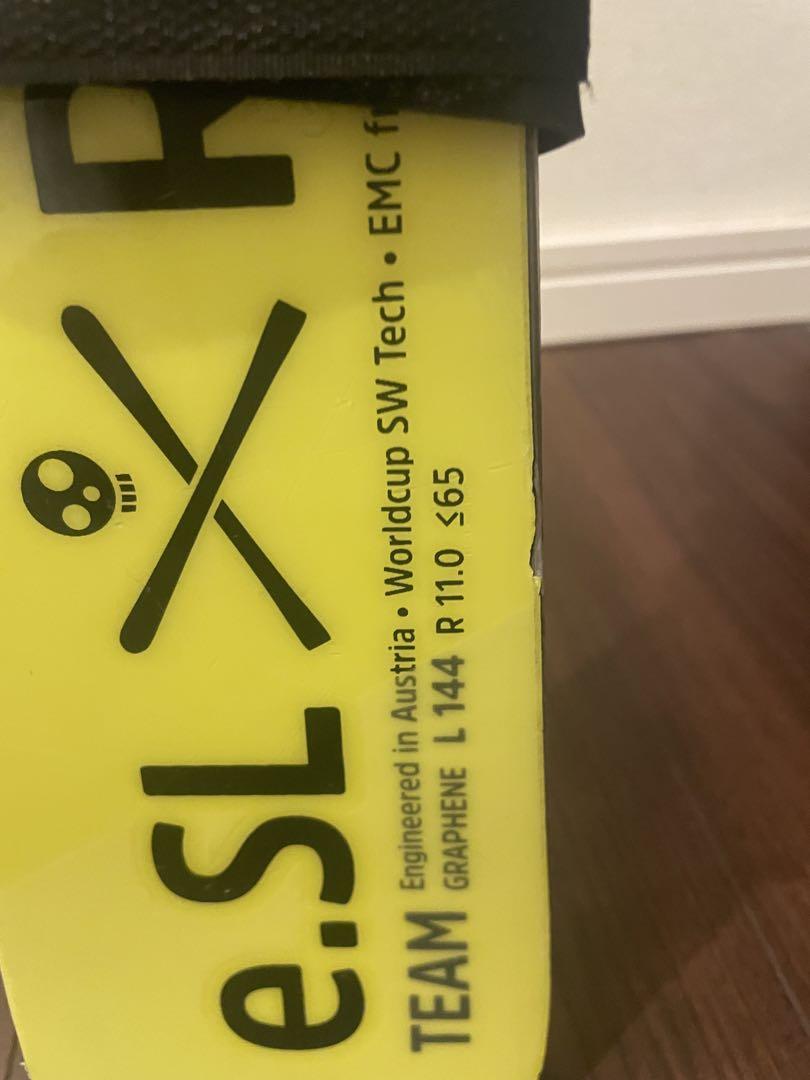 e.SL R
TEAM Engineered in Austria • Worldcup SW Tech • EMC
GRAPHENE L 144 R 11.0 ≤65